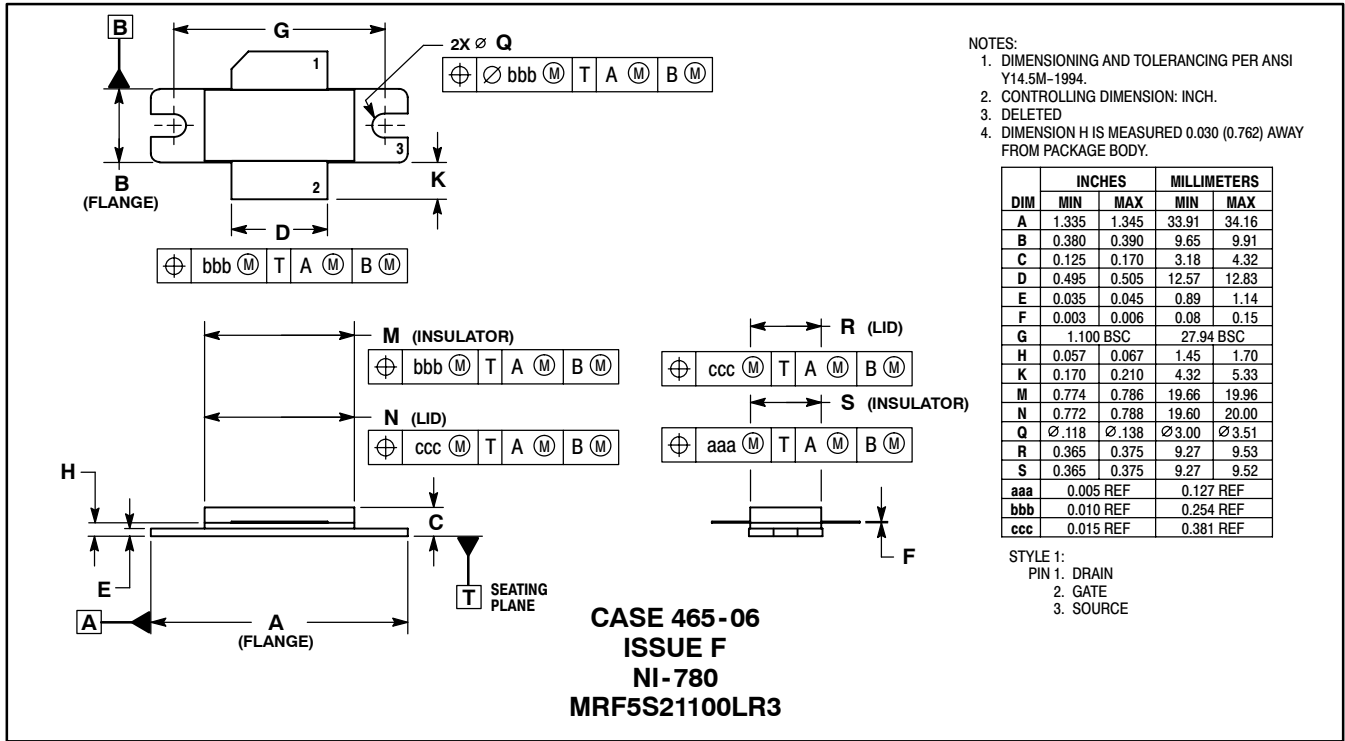 B
G
2X ⌀ Q
⌖ ⌀ bbb Ⓜ T A Ⓜ B Ⓜ
1
3
2
B
(FLANGE)
K
D
⌖ bbb Ⓜ T A Ⓜ B Ⓜ
M (INSULATOR)
⌖ bbb Ⓜ T A Ⓜ B Ⓜ
N (LID)
⌖ ccc Ⓜ T A Ⓜ B Ⓜ
R (LID)
⌖ ccc Ⓜ T A Ⓜ B Ⓜ
S (INSULATOR)
⌖ aaa Ⓜ T A Ⓜ B Ⓜ
H
C
E
F
T SEATING
PLANE
A
A
(FLANGE)
CASE 465-06
ISSUE F
NI-780
MRF5S21100LR3
NOTES:
1. DIMENSIONING AND TOLERANCING PER ANSI
Y14.5M-1994.
2. CONTROLLING DIMENSION: INCH.
3. DELETED
4. DIMENSION H IS MEASURED 0.030 (0.762) AWAY
FROM PACKAGE BODY.
INCHES MILLIMETERS
DIM MIN MAX MIN MAX
A 1.335 1.345 33.91 34.16
B 0.380 0.390 9.65 9.91
C 0.125 0.170 3.18 4.32
D 0.495 0.505 12.57 12.83
E 0.035 0.045 0.89 1.14
F 0.003 0.006 0.08 0.15
G 1.100 BSC 27.94 BSC
H 0.057 0.067 1.45 1.70
K 0.170 0.210 4.32 5.33
M 0.774 0.786 19.66 19.96
N 0.772 0.788 19.60 20.00
Q ⌀.118 ⌀.138 ⌀3.00 ⌀3.51
R 0.365 0.375 9.27 9.53
S 0.365 0.375 9.27 9.52
aaa 0.005 REF 0.127 REF
bbb 0.010 REF 0.254 REF
ccc 0.015 REF 0.381 REF
STYLE 1:
PIN 1. DRAIN
2. GATE
3. SOURCE